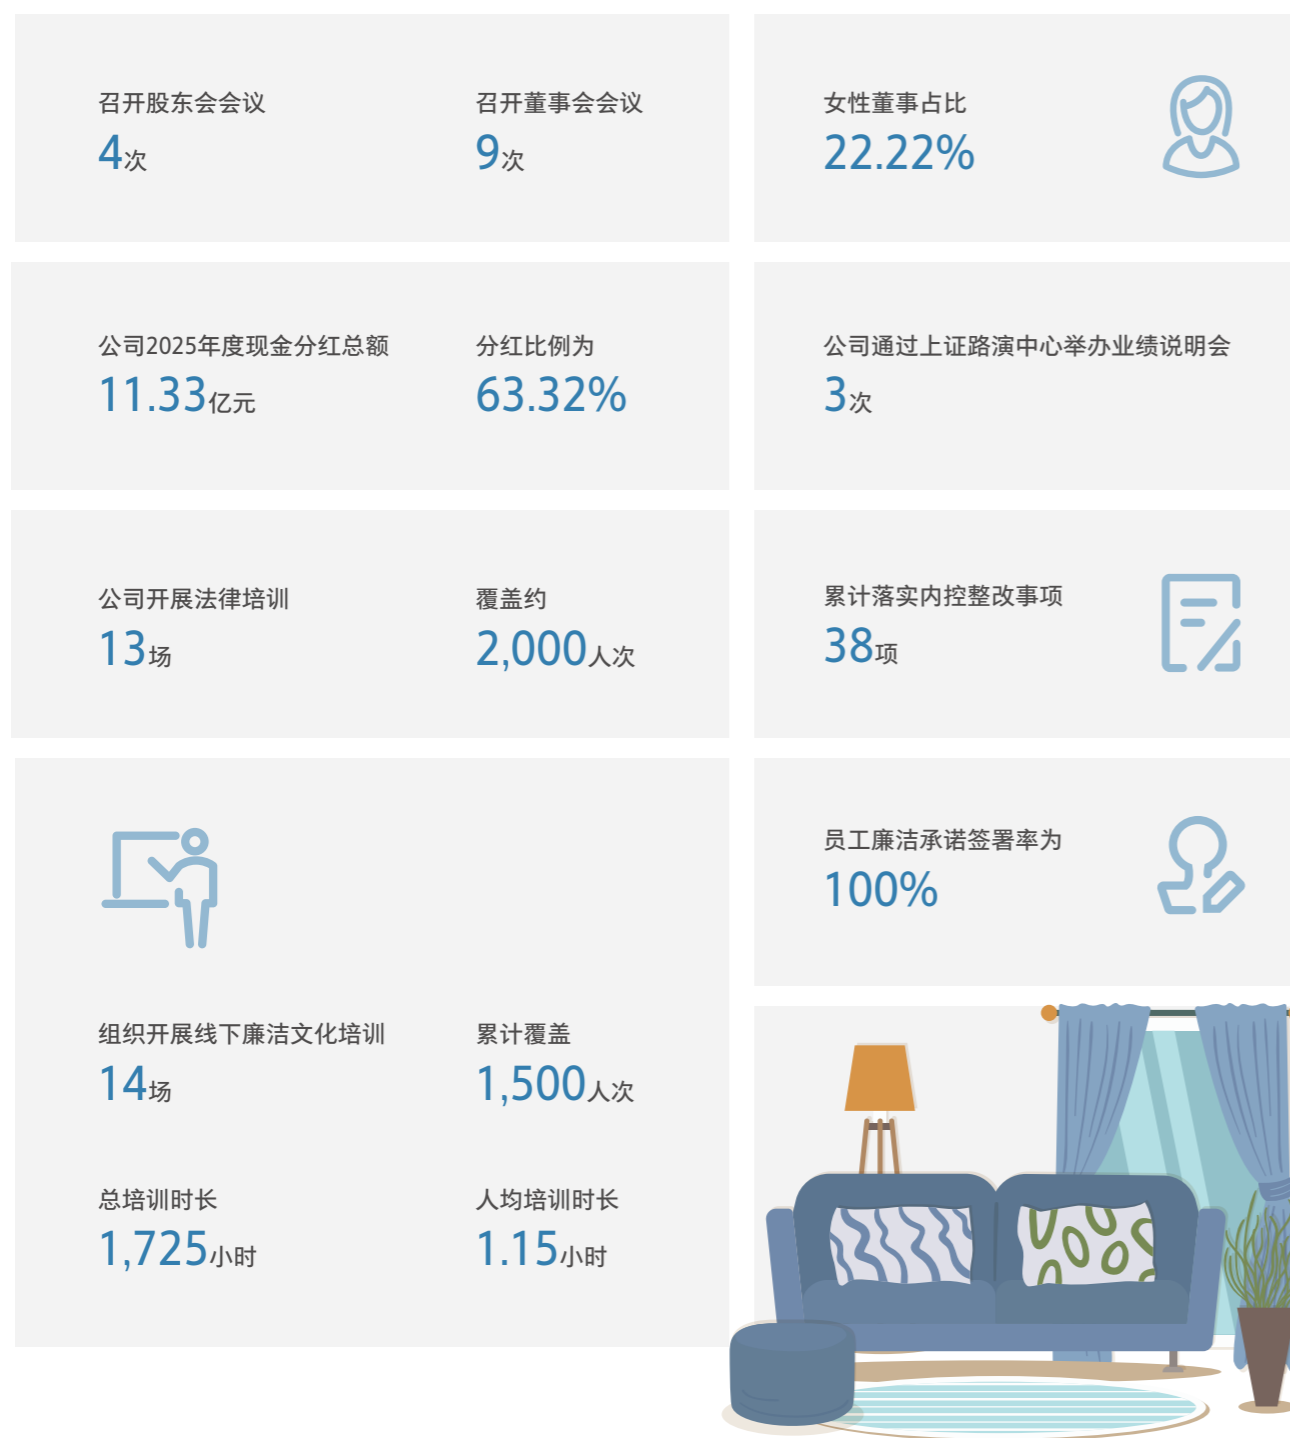 召开股东会会议
4次
召开董事会会议
9次
女性董事占比
22.22%
公司2025年度现金分红总额
11.33亿元
分红比例为
63.32%
公司通过上证路演中心举办业绩说明会
3次
公司开展法律培训
13场
覆盖约
2,000人次
累计落实内控整改事项
38项
员工廉洁承诺签署率为
100%
组织开展线下廉洁文化培训
14场
累计覆盖
1,500人次
总培训时长
1,725小时
人均培训时长
1.15小时